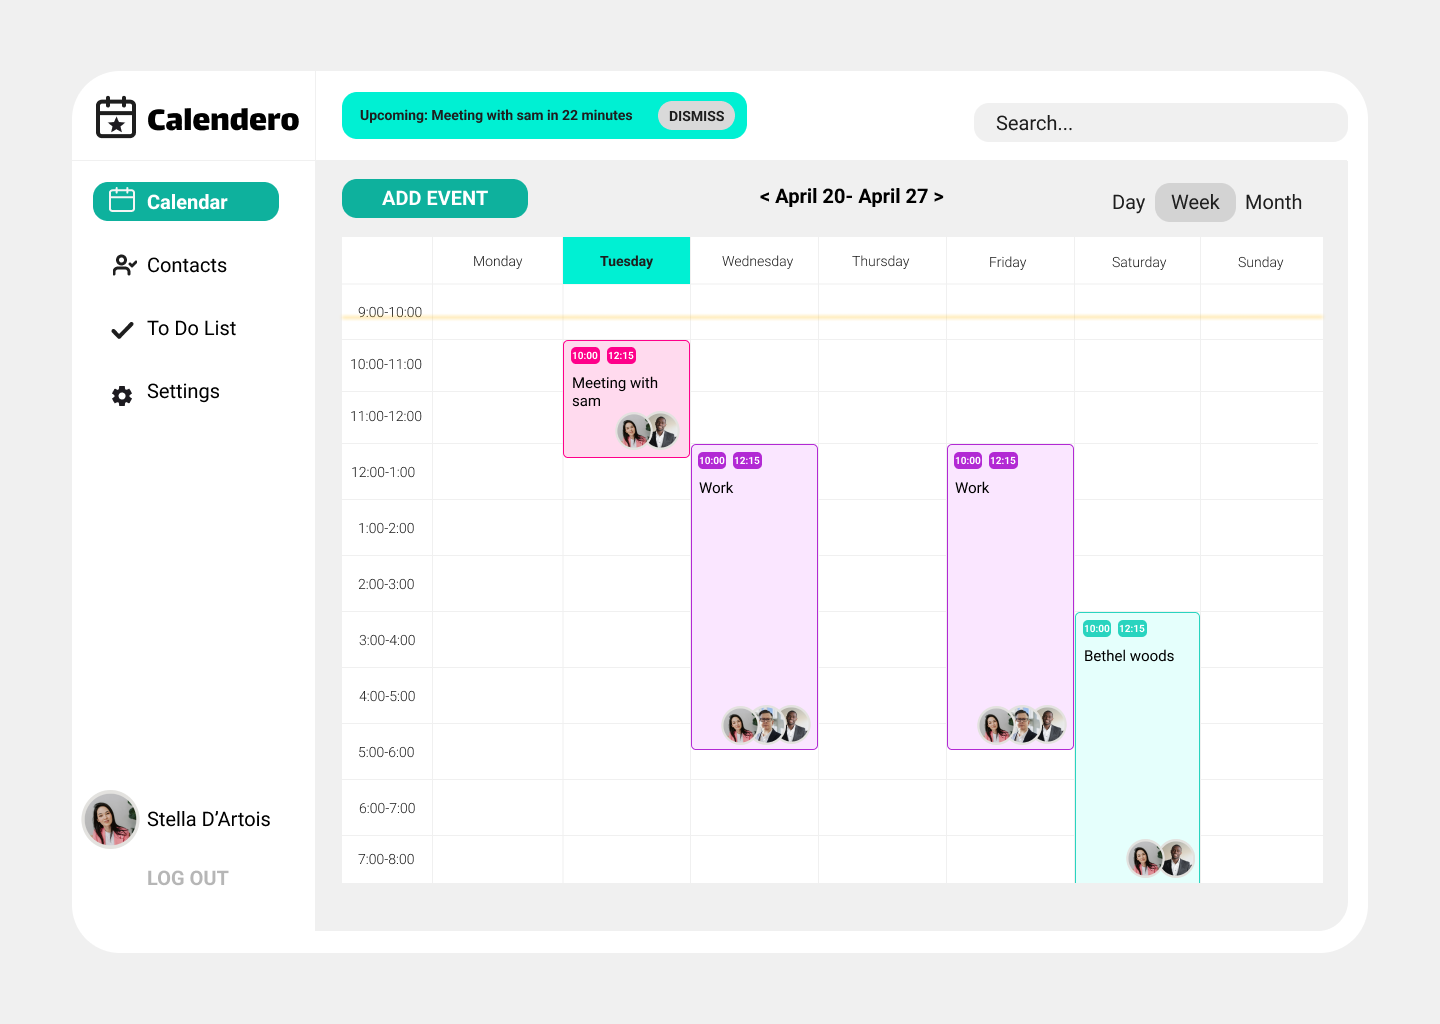 Calendero
Upcoming: Meeting with sam in 22 minutes
DISMISS
Search...
Calendar
Contacts
To Do List
Settings
Stella D’Artois
LOG OUT
ADD EVENT
< April 20- April 27 >
Day
Week
Month
Monday
Tuesday
Wednesday
Thursday
Friday
Saturday
Sunday
9:00-10:00
10:00-11:00
11:00-12:00
12:00-1:00
1:00-2:00
2:00-3:00
3:00-4:00
4:00-5:00
5:00-6:00
6:00-7:00
7:00-8:00
10:00 12:15
Meeting with
sam
10:00 12:15
Work
10:00 12:15
Work
10:00 12:15
Bethel woods